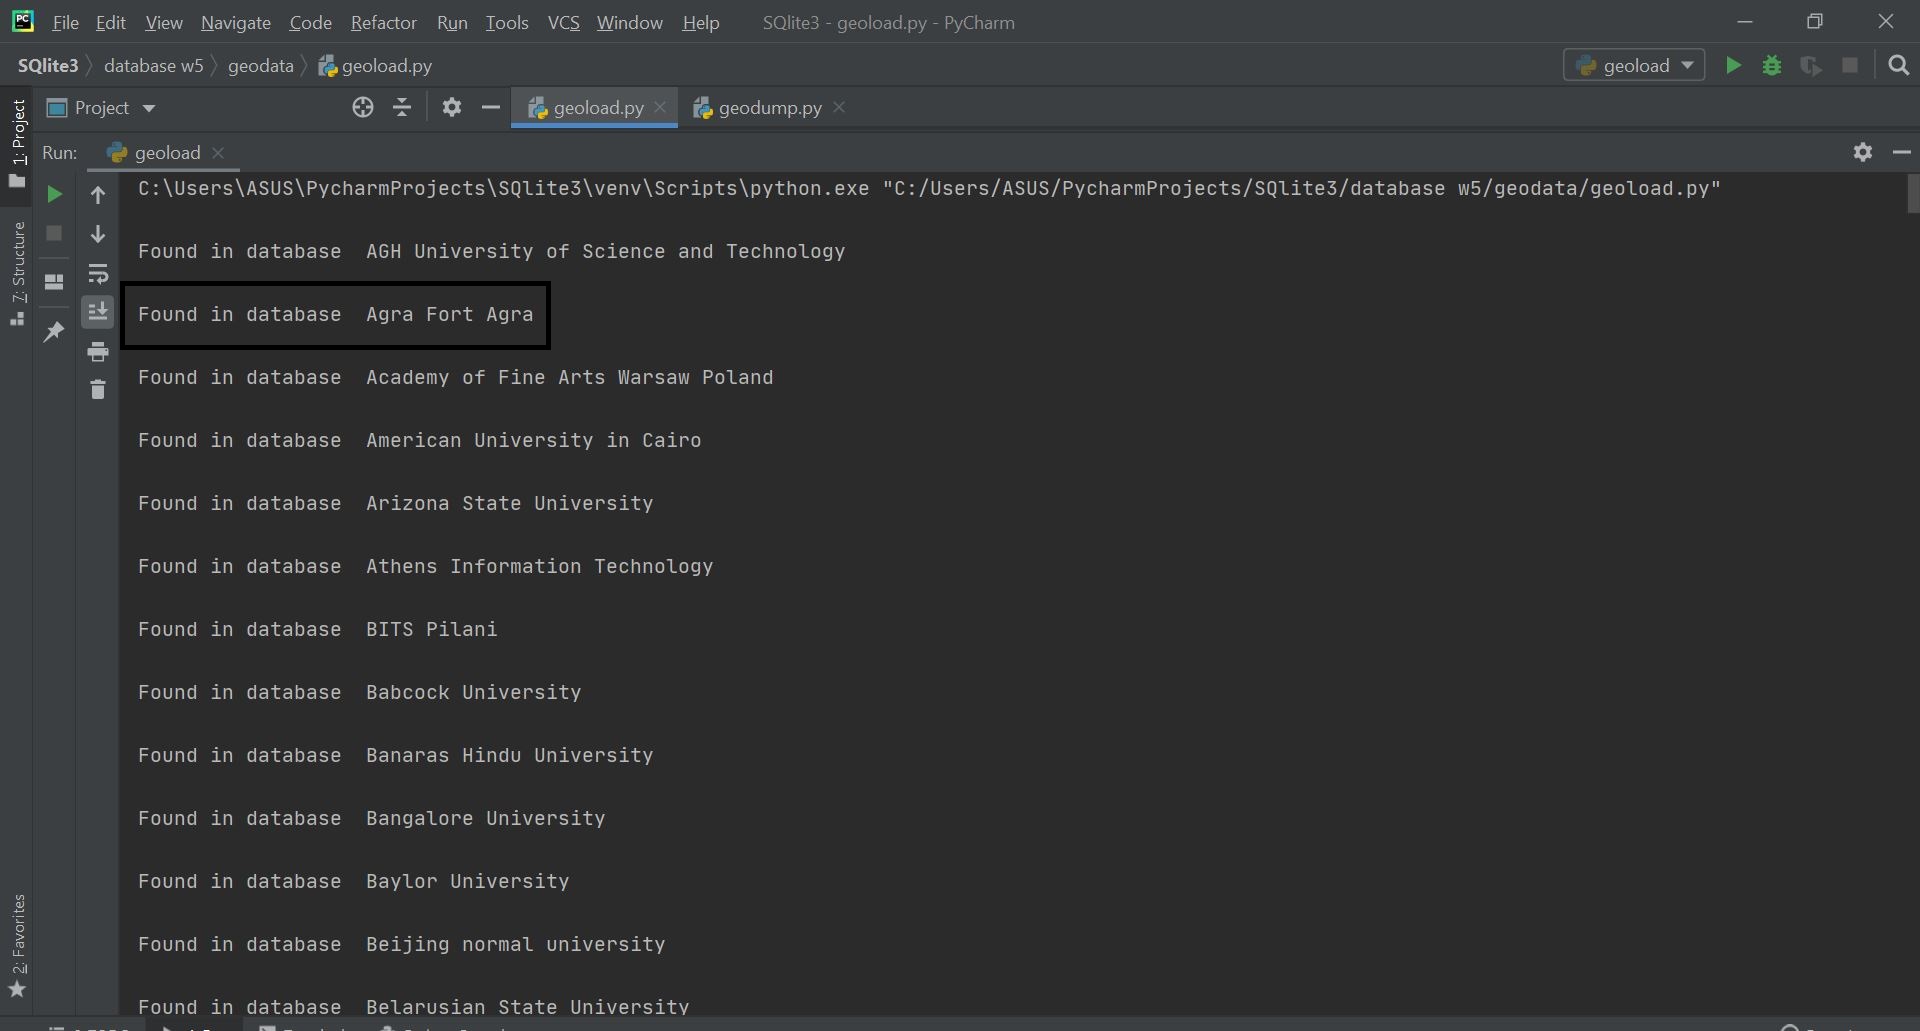 File Edit View Navigate Code Refactor Run Tools VCS Window Help SQlite3 - geoload.py - PyCharm
SQlite3 database w5 geodata geoload.py geoload
Project geoload.py geodump.py
1: Project
Run: geoload
C:\Users\ASUS\PycharmProjects\SQlite3\venv\Scripts\python.exe "C:/Users/ASUS/PycharmProjects/SQlite3/database w5/geodata/geoload.py"
7: Structure
Found in database  AGH University of Science and Technology
Found in database  Agra Fort Agra
Found in database  Academy of Fine Arts Warsaw Poland
Found in database  American University in Cairo
Found in database  Arizona State University
Found in database  Athens Information Technology
Found in database  BITS Pilani
Found in database  Babcock University
Found in database  Banaras Hindu University
Found in database  Bangalore University
Found in database  Baylor University
Found in database  Beijing normal university
Found in database  Belarusian State University
2: Favorites